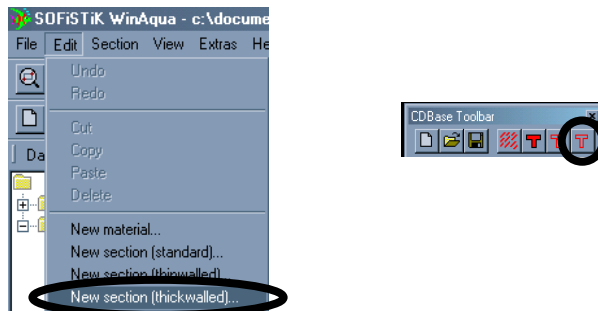 SOFiSTiK WinAqua - c:\docume
File Edit Section View Extras He
Undo
Redo
Cut
Copy
Paste
Delete
New material...
New section (standard)...
New section (thinwalled)
New section (thickwalled)...
Da
CDBase Toolbar